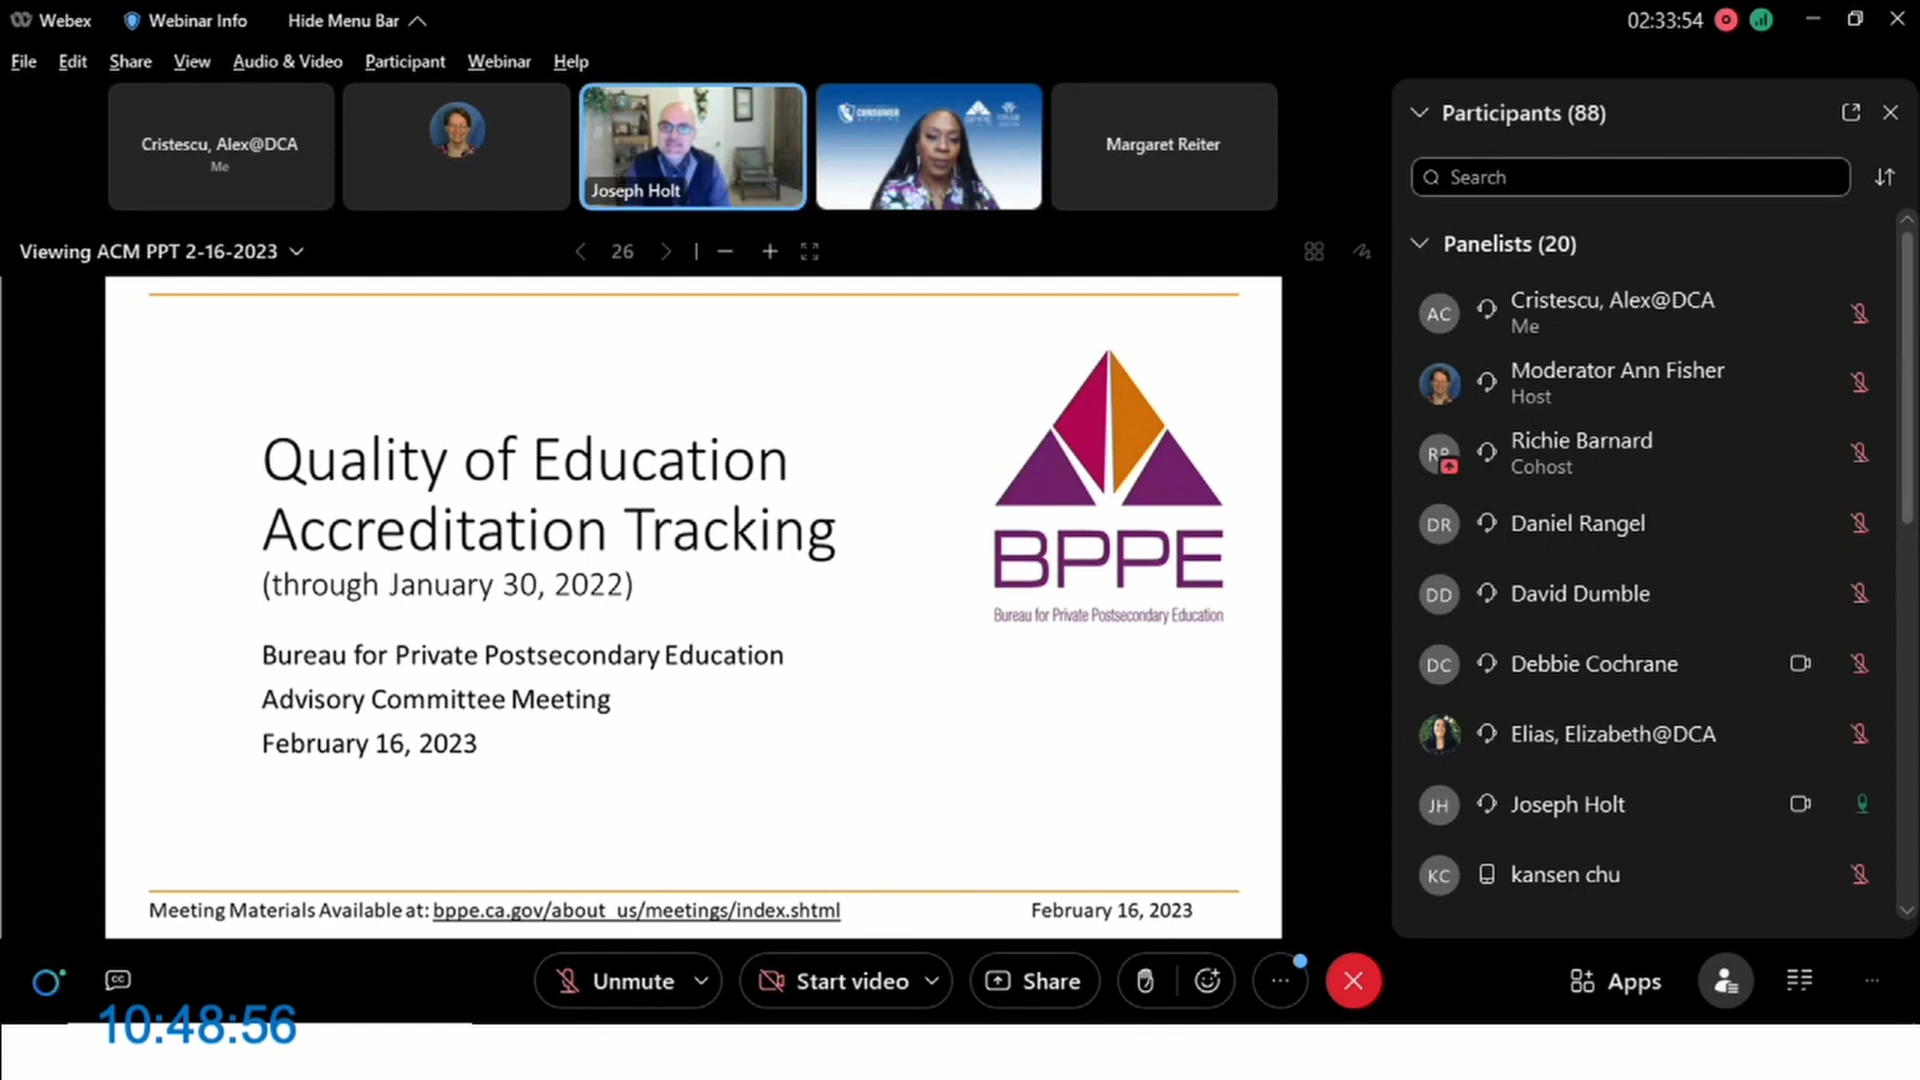 Webex
Webinar Info
Hide Menu Bar
02:33:54
File
Edit
Share
View
Audio & Video
Participant
Webinar
Help
Cristescu, Alex@DCA
Me
Joseph Holt
CONSUMER
Margaret Reiter
Viewing ACM PPT 2-16-2023
26
Quality of Education
Accreditation Tracking
(through January 30, 2022)
Bureau for Private Postsecondary Education
Advisory Committee Meeting
February 16, 2023
BPPE
Bureau for Private Postsecondary Education
Meeting Materials Available at: bppe.ca.gov/about_us/meetings/index.shtml
February 16, 2023
Participants (88)
Search
Panelists (20)
AC
Cristescu, Alex@DCA
Me
Moderator Ann Fisher
Host
Richie Barnard
Cohost
DR
Daniel Rangel
DD
David Dumble
DC
Debbie Cochrane
Elias, Elizabeth@DCA
JH
Joseph Holt
KC
kansen chu
CC
Unmute
Start video
Share
Apps
10:48:56